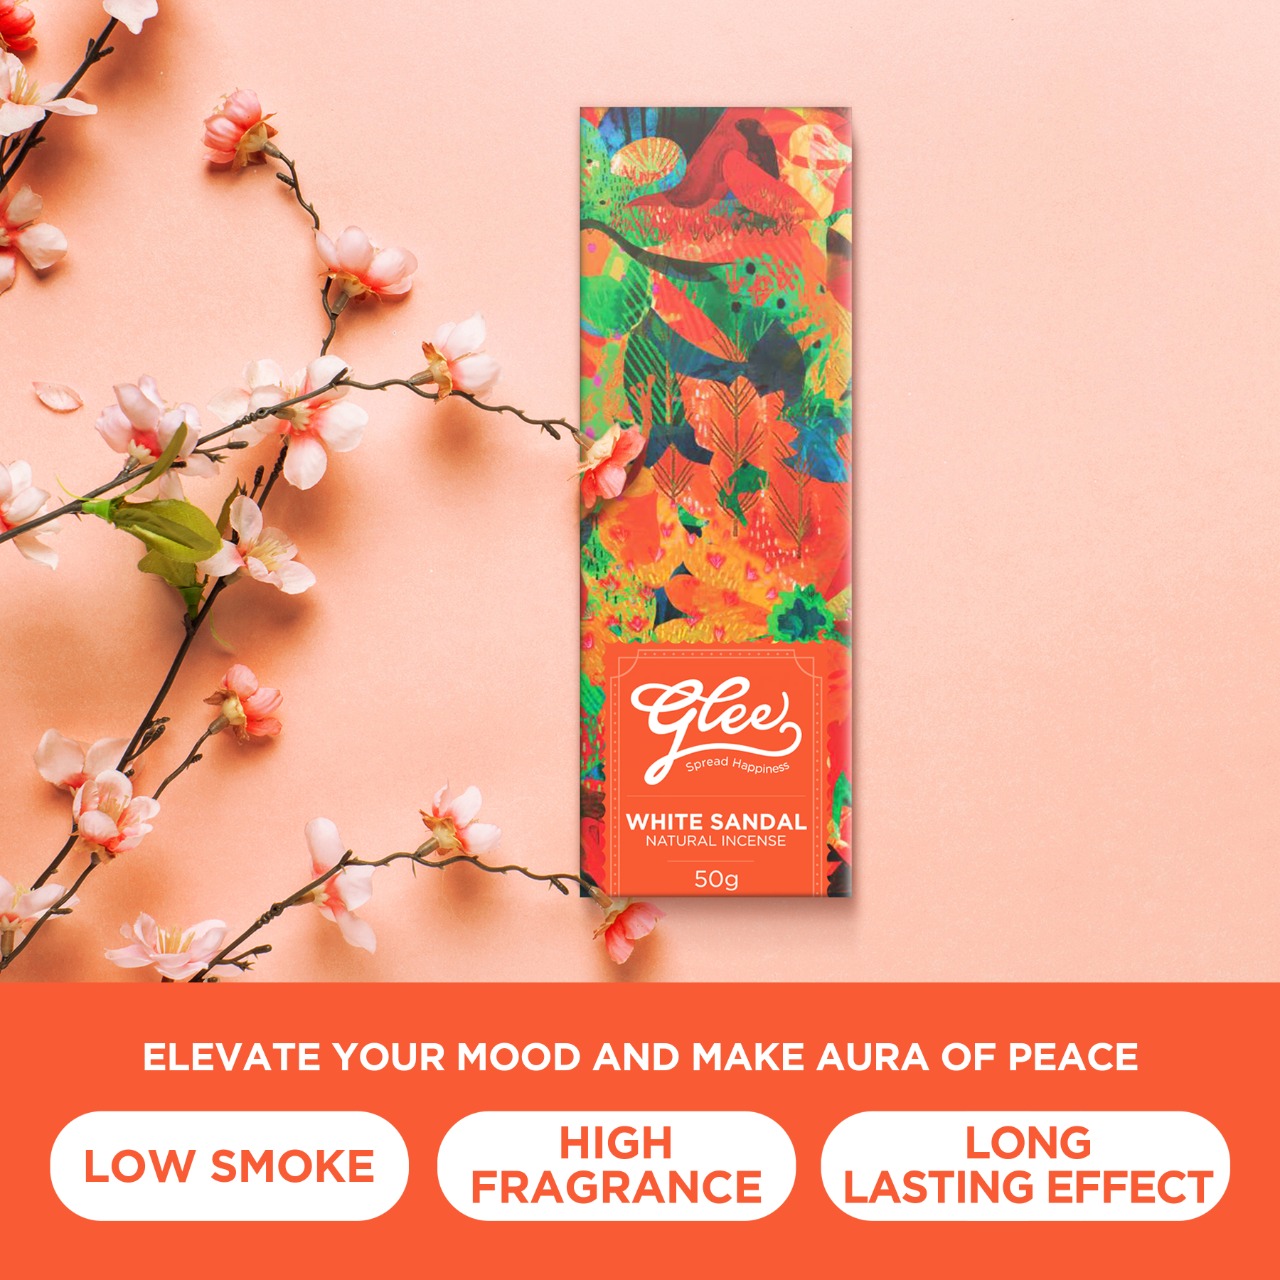 Glee
Spread Happiness
WHITE SANDAL
NATURAL INCENSE
50g
ELEVATE YOUR MOOD AND MAKE AURA OF PEACE
LOW SMOKE
HIGH
FRAGRANCE
LONG
LASTING EFFECT